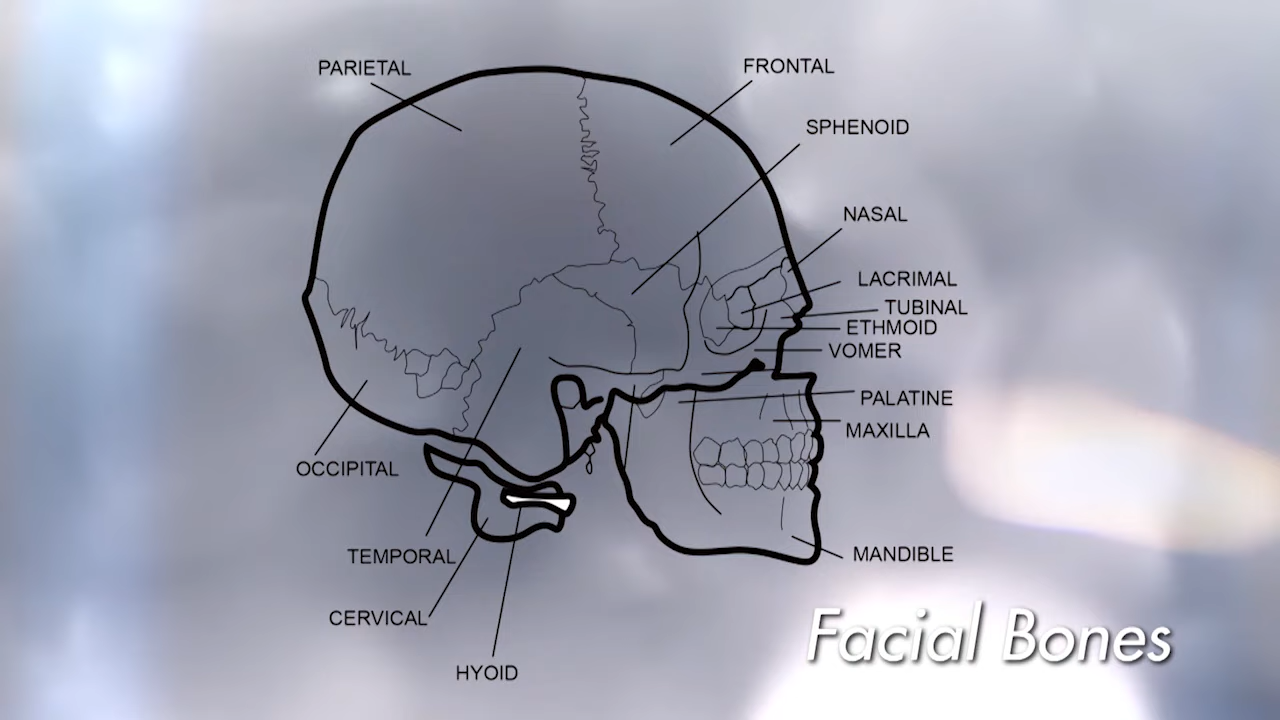 PARIETAL
FRONTAL
SPHENOID
NASAL
LACRIMAL
TUBINAL
ETHMOID
VOMER
PALATINE
MAXILLA
OCCIPITAL
TEMPORAL
MANDIBLE
CERVICAL
HYOID
Facial Bones